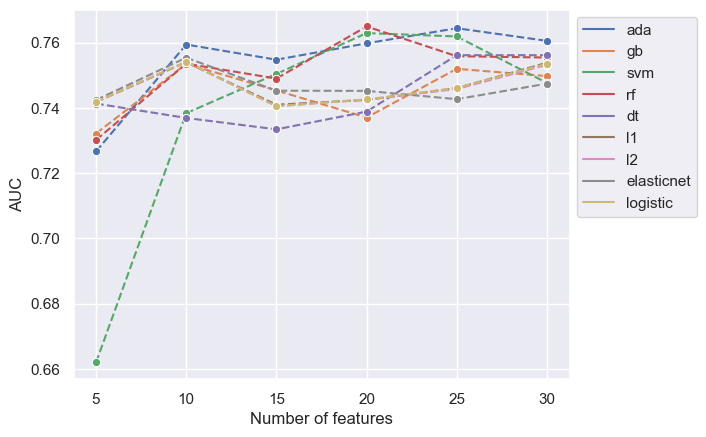 0.76
0.74
0.72
0.70
0.68
0.66
AUC
5 10 15 20 25 30
Number of features
ada
gb
svm
rf
dt
l1
l2
elasticnet
logistic